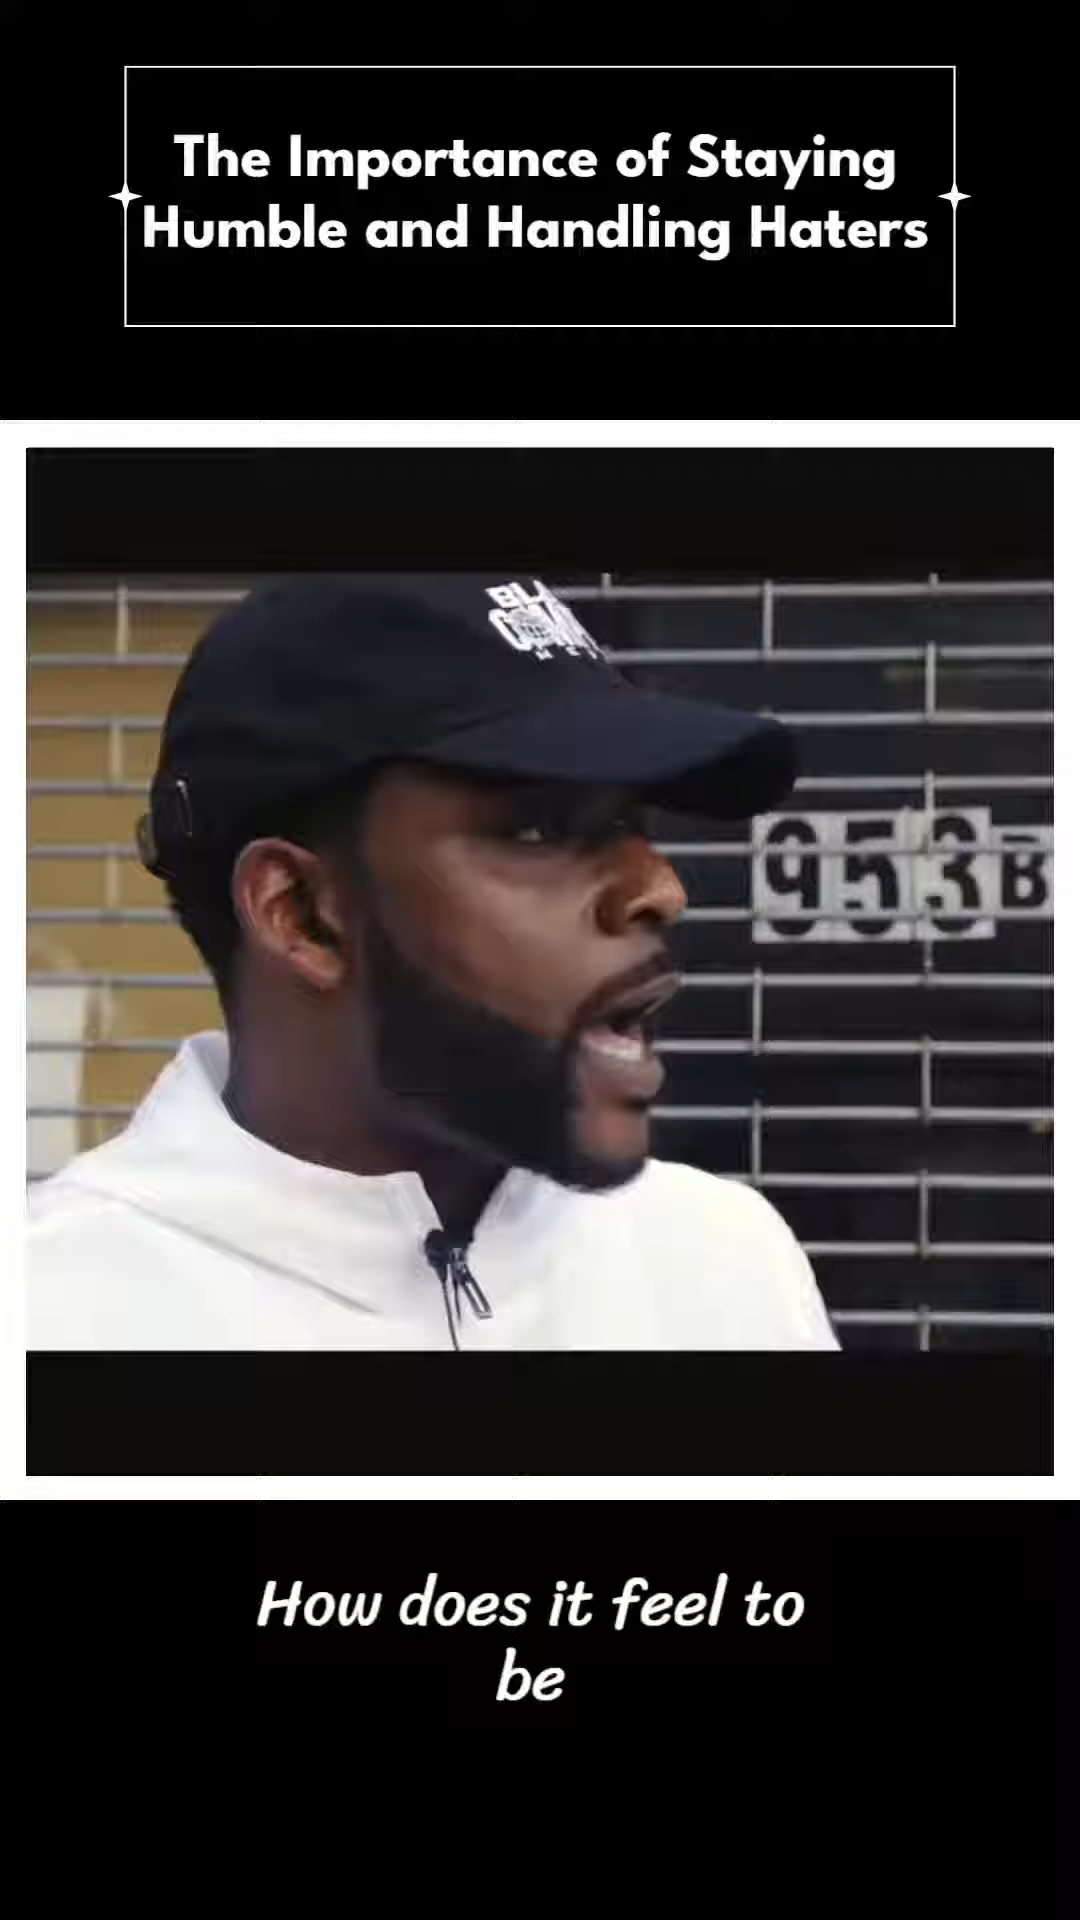 The Importance of Staying
Humble and Handling Haters
953B
How does it feel to
be